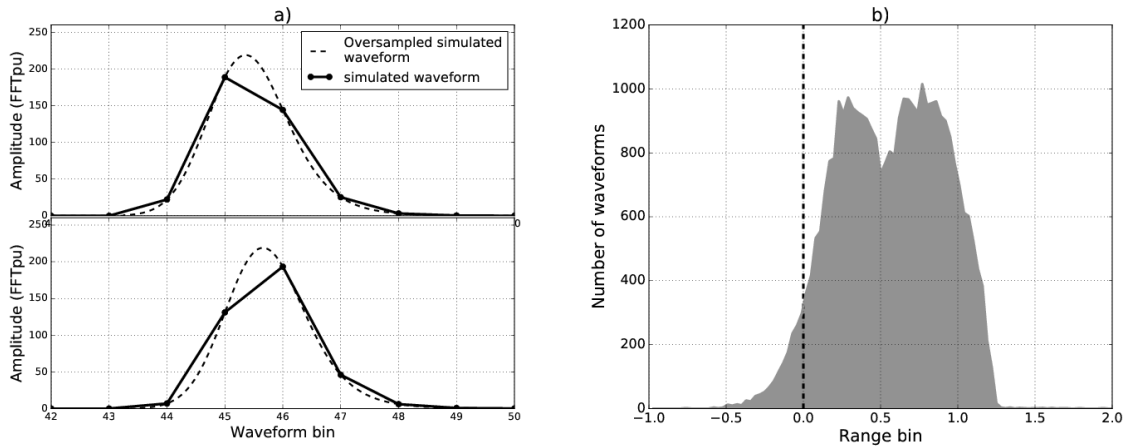 a)
250
200
150
100
50
0
Amplitude (FFTpu)
Oversampled simulated
waveform
simulated waveform
4 0
250
200
150
100
50
0
Amplitude (FFTpu)
42 43 44 45 46 47 48 49 50
Waveform bin
b)
1200
1000
800
600
400
200
0
Number of waveforms
−1.0 −0.5 0.0 0.5 1.0 1.5 2.0
Range bin